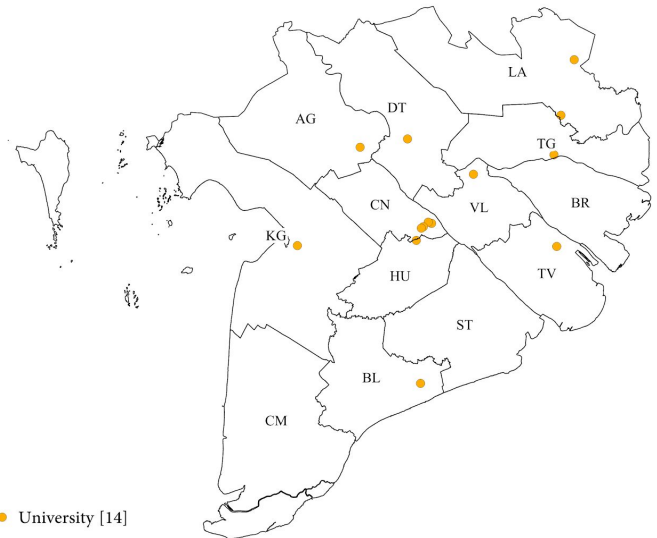 LA
DT
AG
TG
CN
VL
BR
KG
HU
TV
ST
BL
CM
University [14]